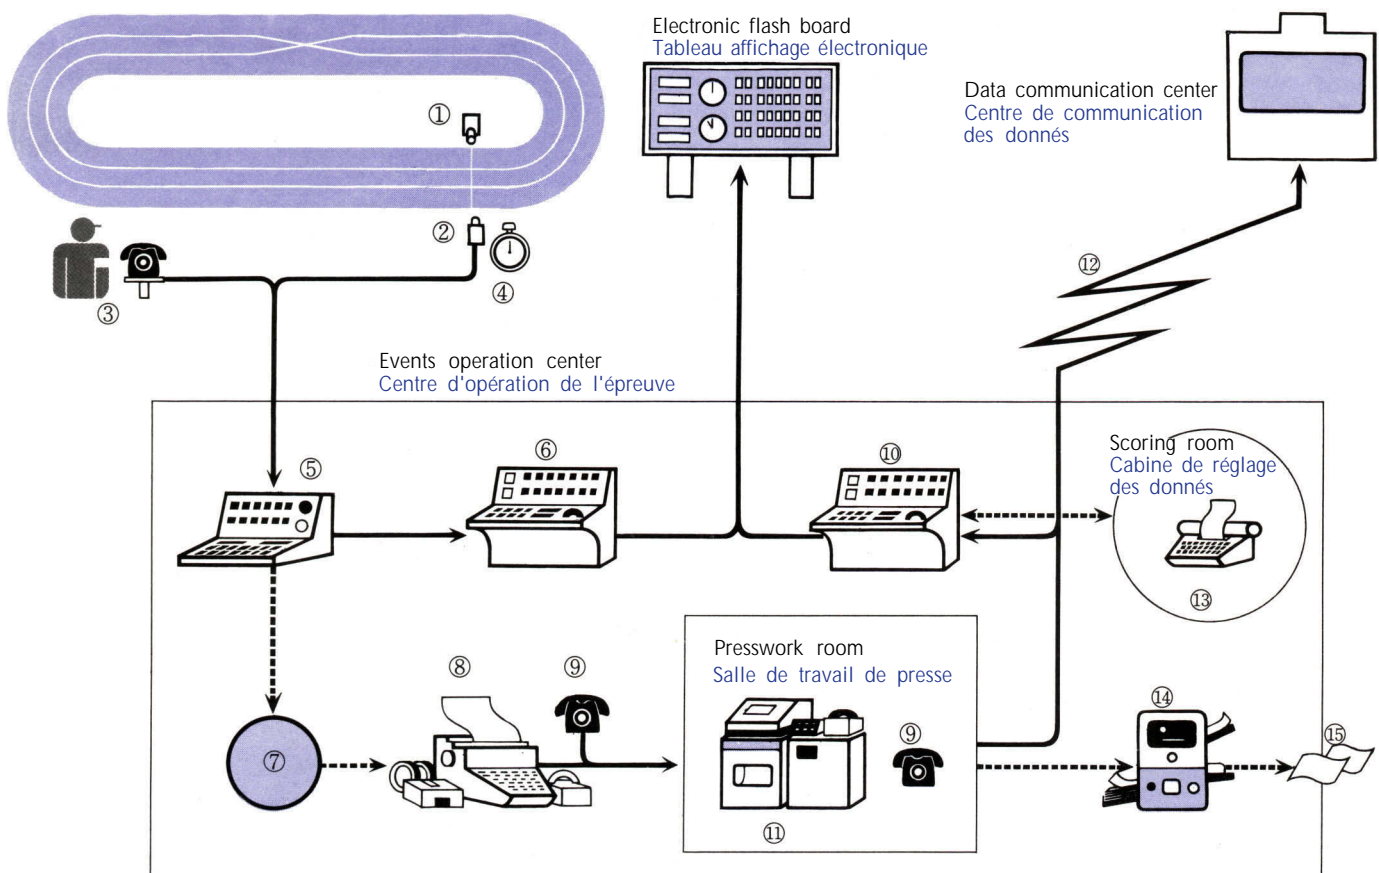 Electronic flash board
Tableau affichage électronique
Data communication center
Centre de communication
des donnés
①
②
③
④
⑫
Events operation center
Centre d'opération de l'épreuve
⑤
⑥
⑩
Scoring room
Cabine de réglage
des donnés
⑬
Presswork room
Salle de travail de presse
⑦
⑧
⑨
⑨
⑪
⑭
⑮